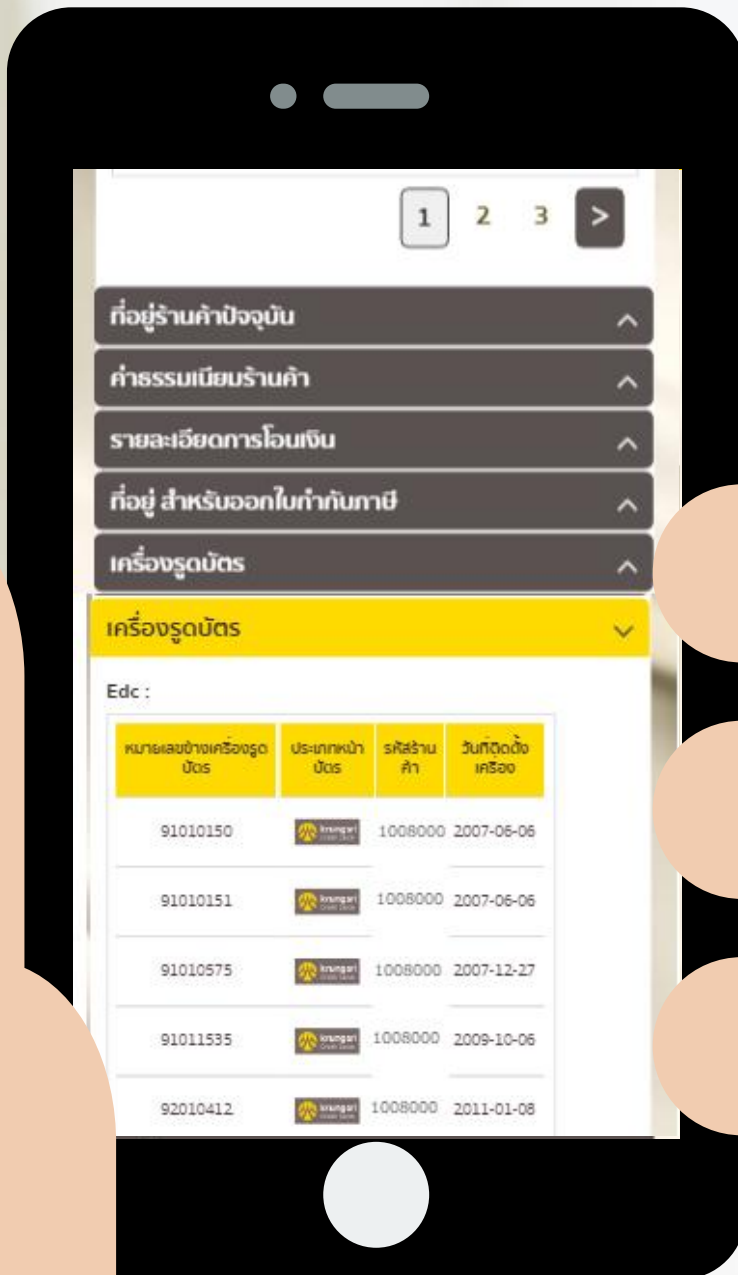 1 2 3 >
ที่อยู่ร้านค้าปัจจุบัน
ค่าธรรมเนียมร้านค้า
รายละเอียดการโอนเงิน
ที่อยู่ สำหรับออกใบกำกับภาษี
เครื่องรูดบัตร
เครื่องรูดบัตร
Edc :
หมายเลขข้างเครื่องรูด ประเภทหน้า รหัสร้าน วันที่ติดตั้ง
บัตร บัตร ค้า เครื่อง
91010150 krungsri 1008000 2007-06-06
91010151 krungsri 1008000 2007-06-06
91010575 krungsri 1008000 2007-12-27
91011535 krungsri 1008000 2009-10-06
92010412 krungsri 1008000 2011-01-08